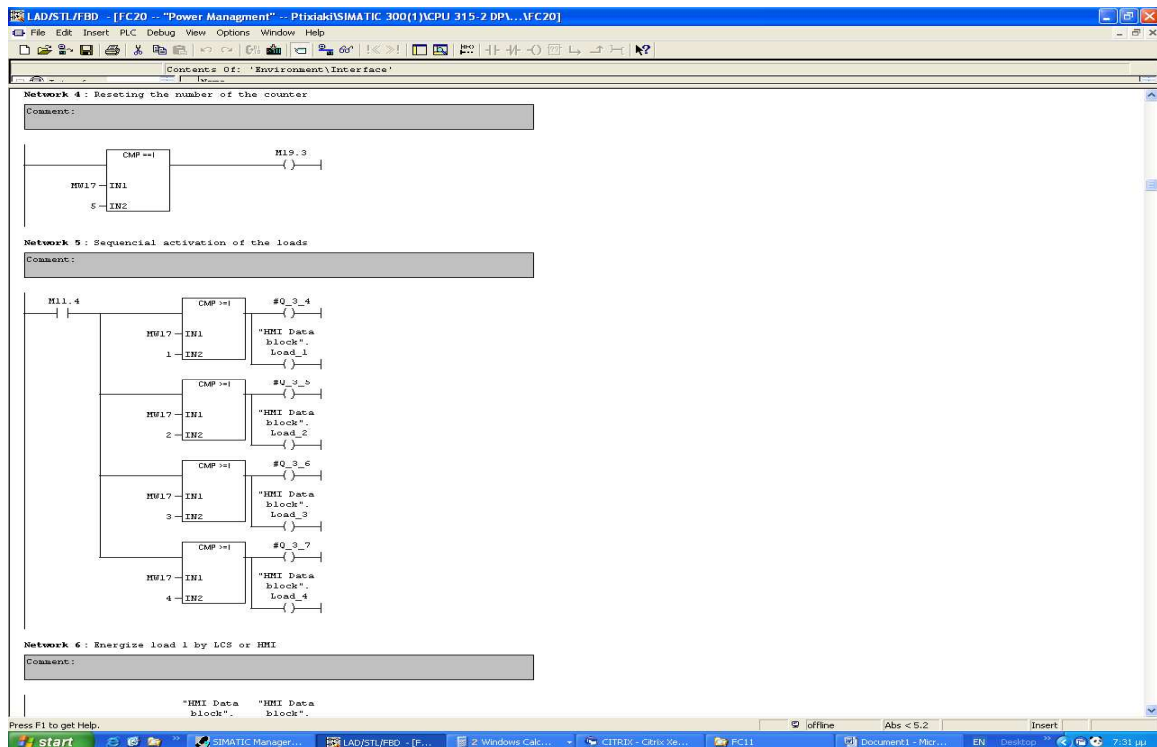 LAD/STL/FBD - [FC20 -- "Power Managment" -- Ptixiaki\SIMATIC 300(1)\CPU 315-2 DP\...\FC20]
File Edit Insert PLC Debug View Options Window Help
Contents Of: 'Environment\Interface'
Network 4 : Reseting the number of the counter
Comment:
CMP ==I
M19.3
MW17 IN1
5 IN2
Network 5 : Sequencial activation of the loads
Comment:
M11.4
CMP >=I
#Q_3_4
MW17 IN1
1 IN2
"HMI Data
block".
Load_1
CMP >=I
#Q_3_5
MW17 IN1
2 IN2
"HMI Data
block".
Load_2
CMP >=I
#Q_3_6
MW17 IN1
3 IN2
"HMI Data
block".
Load_3
CMP >=I
#Q_3_7
MW17 IN1
4 IN2
"HMI Data
block".
Load_4
Network 6 : Energize load 1 by LCS or HMI
Comment:
"HMI Data "HMI Data
block". block".
Press F1 to get Help.
offline
Abs < 5.2
Insert
start
SIMATIC Manager...
LAD/STL/FBD - [F...
2 Windows Calc...
CITRIX - Citrix Xe...
FC11
Document1 - Micr...
EN
Desktop
7:31 μμ